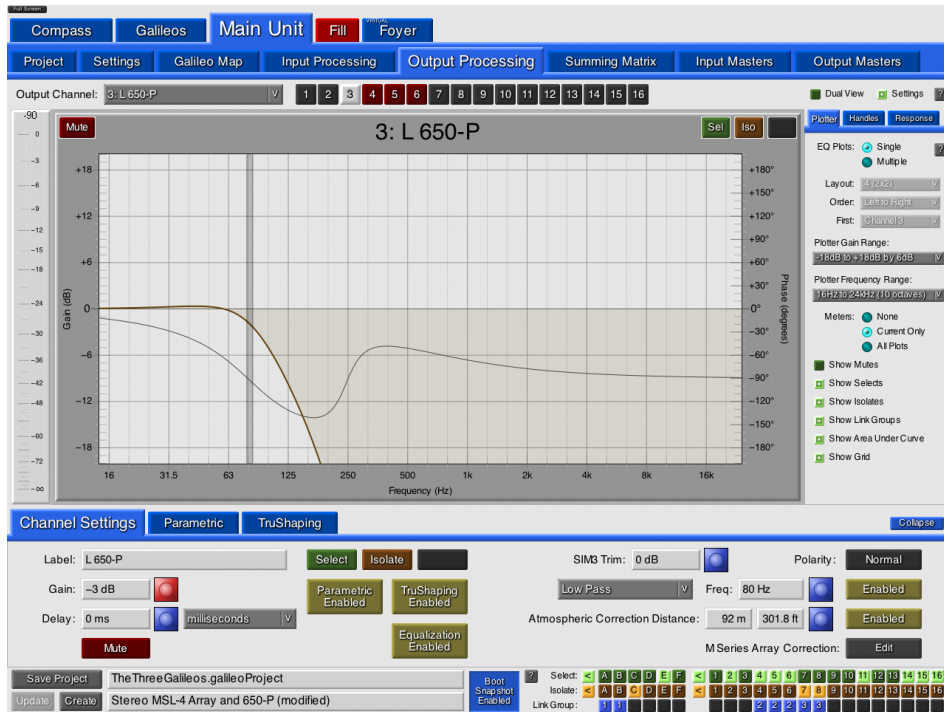 Full Screen
Compass Galileos Main Unit Fill VIRTUAL Foyer
Project Settings Galileo Map Input Processing Output Processing Summing Matrix Input Masters Output Masters
Output Channel: 3: L 650-P V 1 2 3 4 5 6 7 8 9 10 11 12 13 14 15 16 Dual View Settings ?
-90 Mute 3: L 650-P Sel Iso Plotter Handles Response
EQ Plots: Single ?
Multiple
Layout: 4 (2x2) V
Order: Left to Right V
First: Channel 3 V
Plotter Gain Range:
-18dB to +18dB by 6dB V
Plotter Frequency Range:
16Hz to 24kHz (10 octaves) V
Meters: None
Current Only
All Plots
Show Mutes
Show Selects
Show Isolates
Show Link Groups
Show Area Under Curve
Show Grid
0
-3
-6
-9
-12
-15
-18
-24
-30
-36
-42
-48
-60
-72
-∞
Gain (dB)
+18
+12
+6
0
-6
-12
-18
+180°
+150°
+120°
+90°
+60°
+30°
0°
-30°
-60°
-90°
-120°
-150°
-180°
Phase (degrees)
16 31.5 63 125 250 500 1k 2k 4k 8k 16k
Frequency (Hz)
Channel Settings Parametric TruShaping Collapse
Label: L 650-P Select Isolate SIM3 Trim: 0 dB Polarity: Normal
Gain: -3 dB Parametric Enabled TruShaping Enabled Low Pass V Freq: 80 Hz Enabled
Delay: 0 ms milliseconds V Atmospheric Correction Distance: 92 m 301.8 ft Enabled
Mute Equalization Enabled M Series Array Correction: Edit
Save Project TheThreeGalileos.galileoProject Boot Snapshot Enabled ? Select: < A B C D E F < 1 2 3 4 5 6 7 8 9 10 11 12 13 14 15 16
Isolate: < A B C D E F < 1 2 3 4 5 6 7 8 9 10 11 12 13 14 15 16
Update Create Stereo MSL-4 Array and 650-P (modified) Link Group: 1 1 2 2 2 3 3